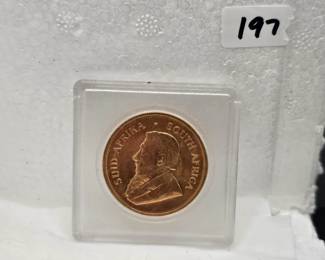 197
SUID-AFRIKA · SOUTH AFRICA